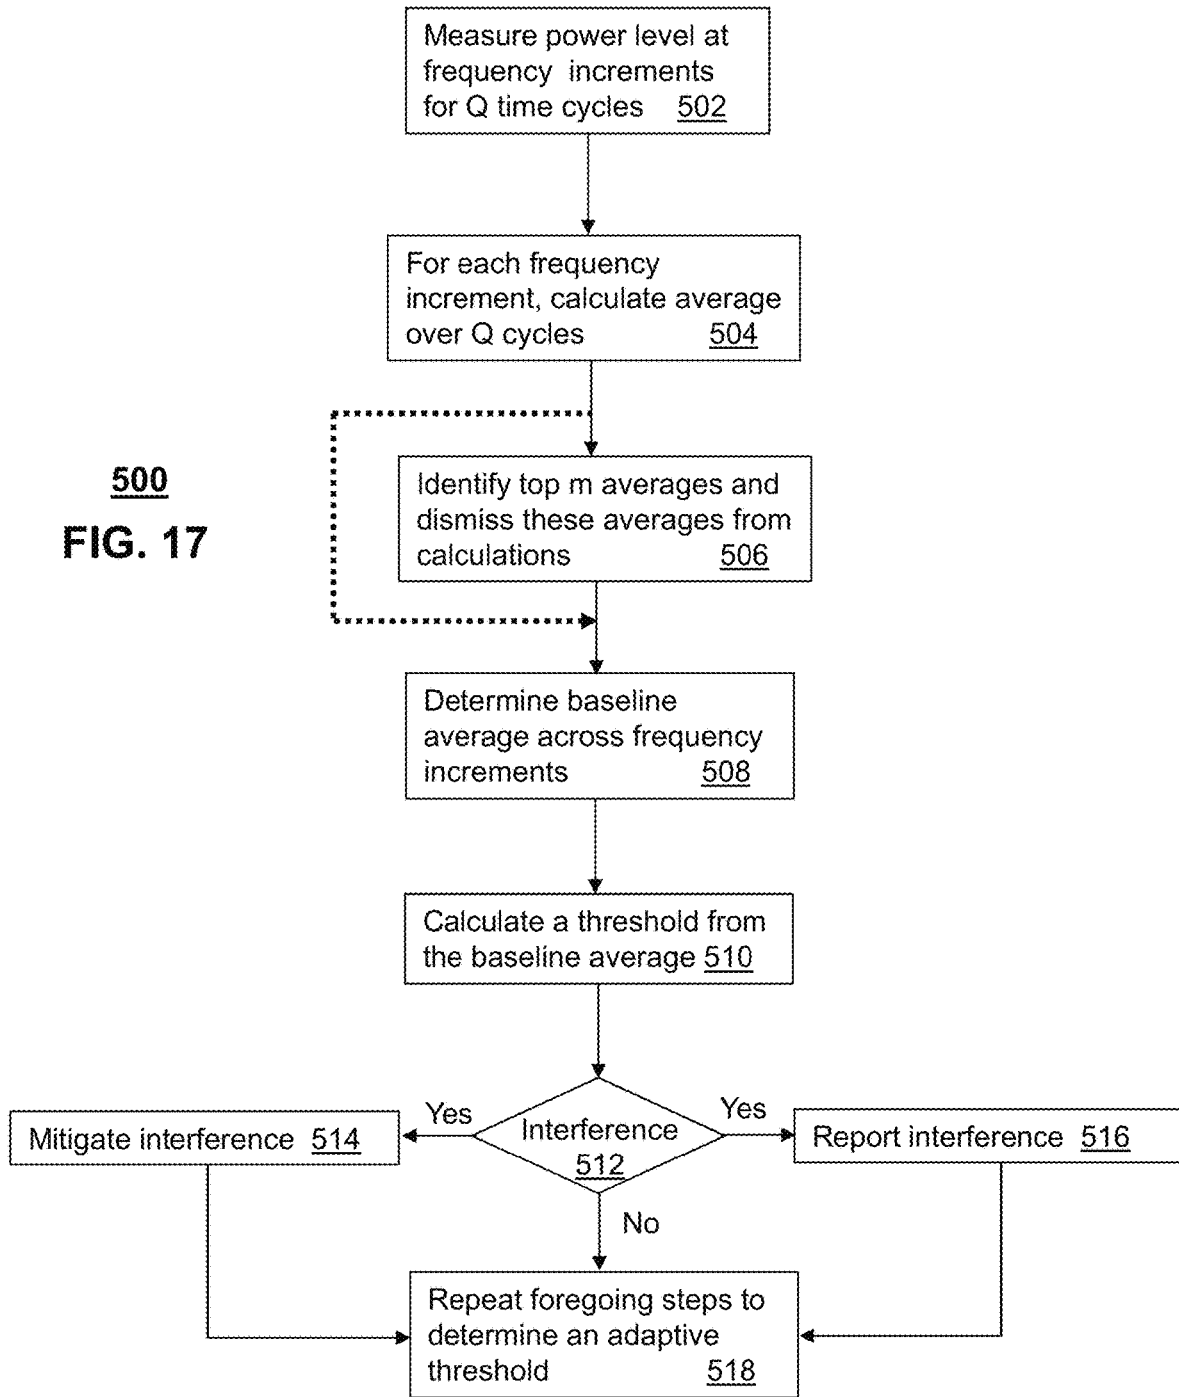 Measure power level at
frequency increments
for Q time cycles 502
For each frequency
increment, calculate average
over Q cycles 504
500
FIG. 17
Identify top m averages and
dismiss these averages from
calculations 506
Determine baseline
average across frequency
increments 508
Calculate a threshold from
the baseline average 510
Yes
Yes
Mitigate interference 514
Interference
512
Report interference 516
No
Repeat foregoing steps to
determine an adaptive
threshold 518